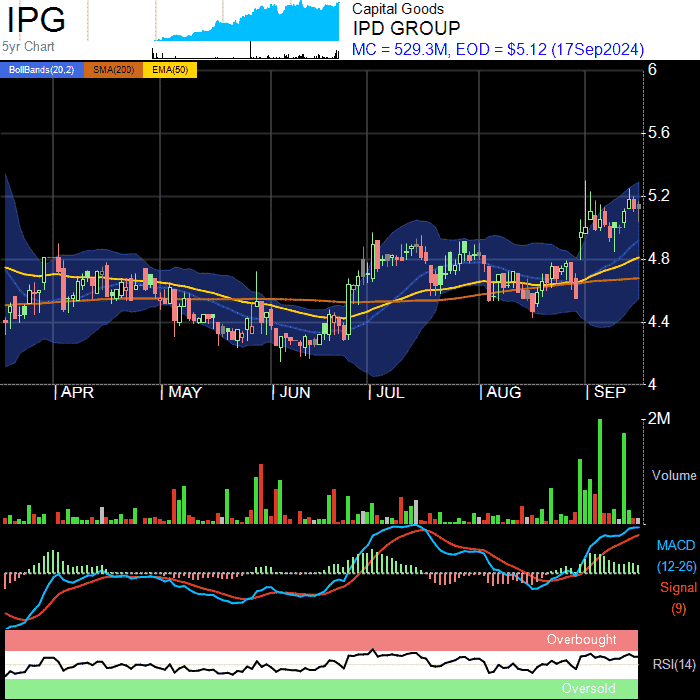 IPG
5yr Chart
Capital Goods
IPD GROUP
MC = 529.3M, EOD = $5.12 (17Sep2024)
BollBands(20,2) SMA(200) EMA(50)
6
5.6
5.2
4.8
4.4
4
APR MAY JUN JUL AUG SEP
2M
Volume
MACD
(12-26)
Signal
(9)
Overbought
RSI(14)
Oversold